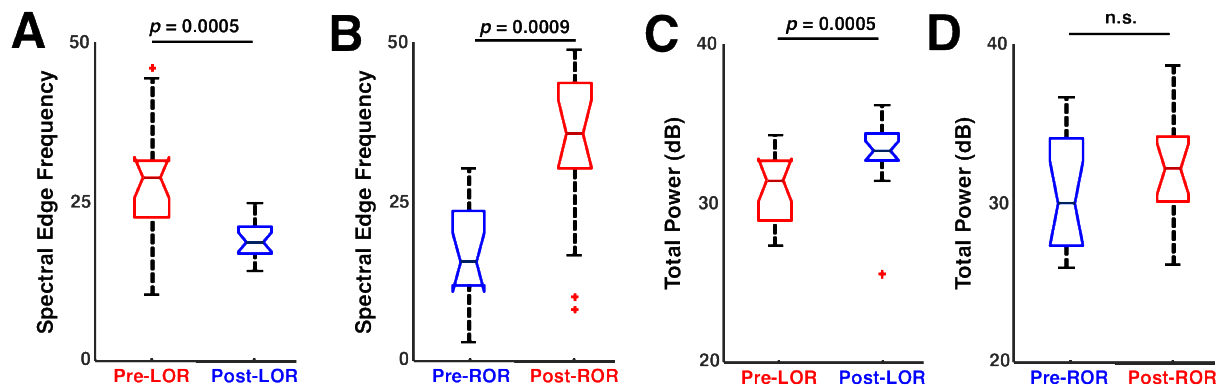 A
p = 0.0005
50
25
0
Spectral Edge Frequency
Pre-LOR
Post-LOR
B
p = 0.0009
50
25
0
Spectral Edge Frequency
Pre-ROR
Post-ROR
C
p = 0.0005
40
30
20
Total Power (dB)
Pre-LOR
Post-LOR
D
n.s.
40
30
20
Total Power (dB)
Pre-ROR
Post-ROR